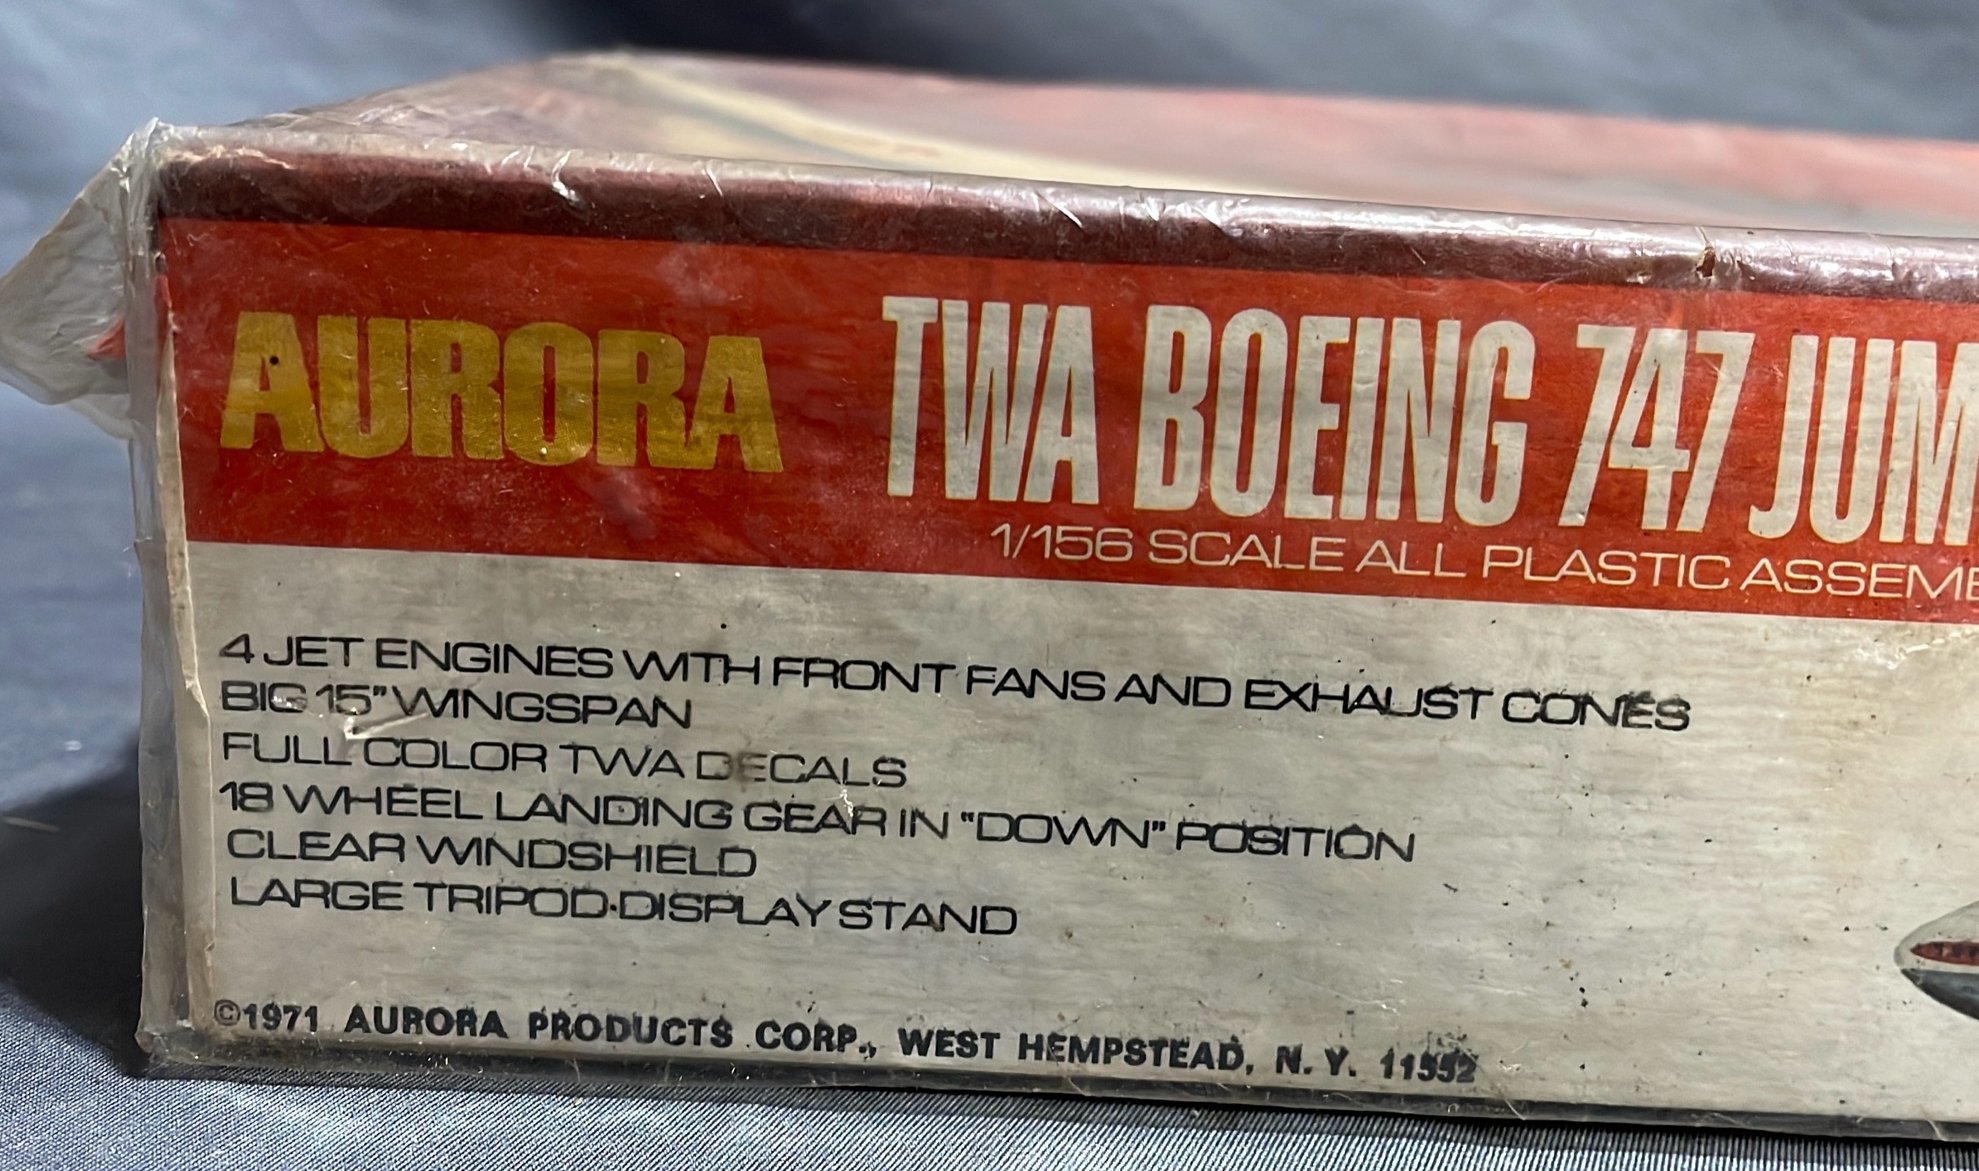 AURORA
TWA BOEING 747 JUM
1/156 SCALE ALL PLASTIC ASSEMB
4 JET ENGINES WITH FRONT FANS AND EXHAUST CONES
BIG 15" WINGSPAN
FULL COLOR TWA DECALS
18 WHEEL LANDING GEAR IN "DOWN" POSITION
CLEAR WINDSHIELD
LARGE TRIPOD-DISPLAY STAND
©1971 AURORA PRODUCTS CORP., WEST HEMPSTEAD, N. Y. 11552